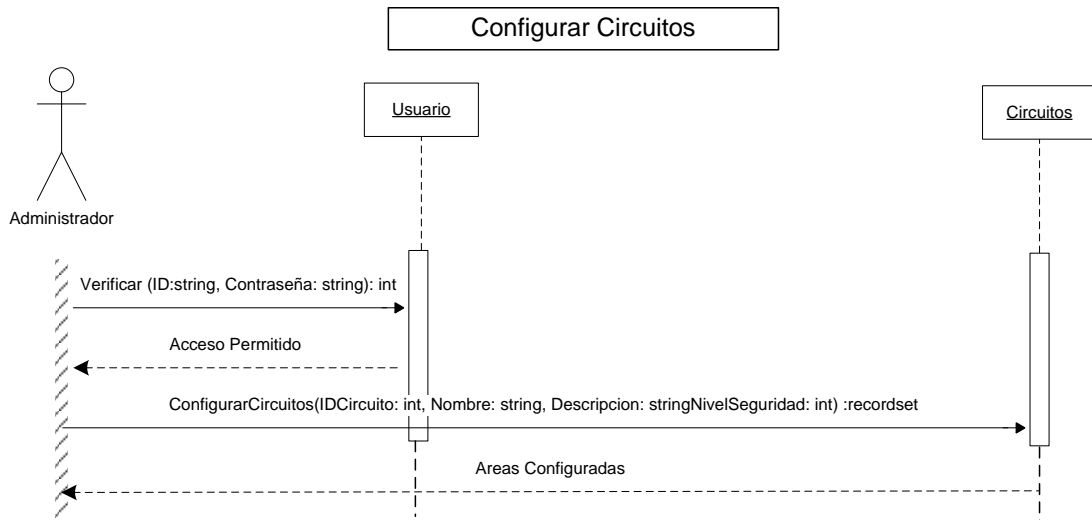 Configurar Circuitos
Usuario
Circuitos
Administrador
Verificar (ID:string, Contraseña: string): int
Acceso Permitido
ConfigurarCircuitos(IDCircuito: int, Nombre: string, Descripcion: stringNivelSeguridad: int) :recordset
Areas Configuradas